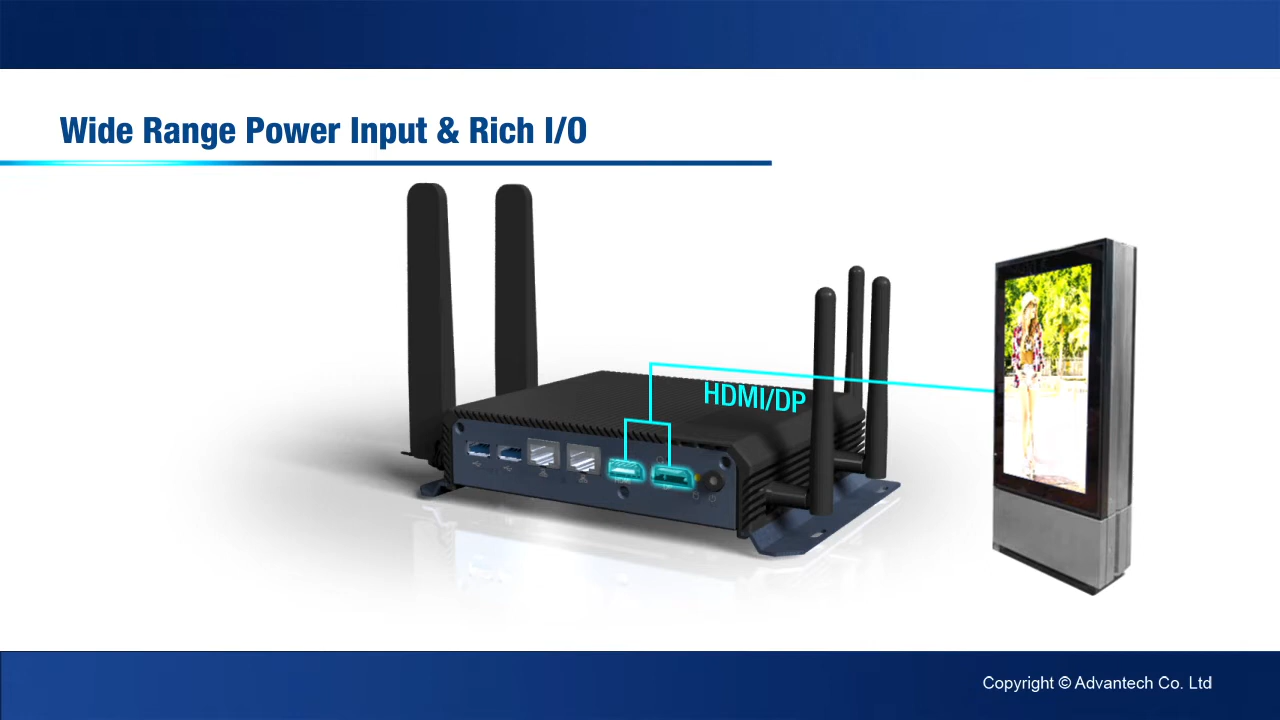 Wide Range Power Input & Rich I/O
HDMI/DP
Copyright © Advantech Co. Ltd